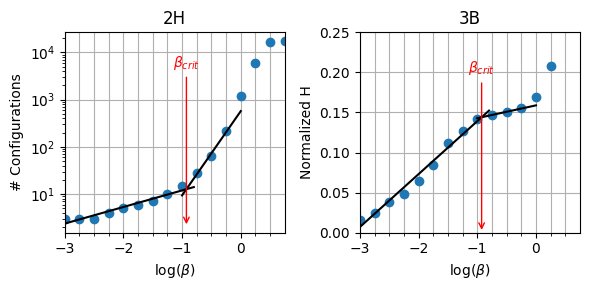 2H
# Configurations
10⁴
10³
10²
10¹
β_crit
−3
−2
−1
0
log(β)
3B
Normalized H
0.25
0.20
0.15
0.10
0.05
0.00
β_crit
−3
−2
−1
0
log(β)